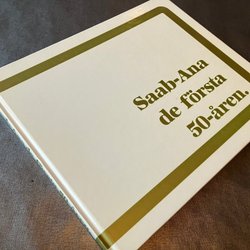 Saab-Ana
de första
50-åren.